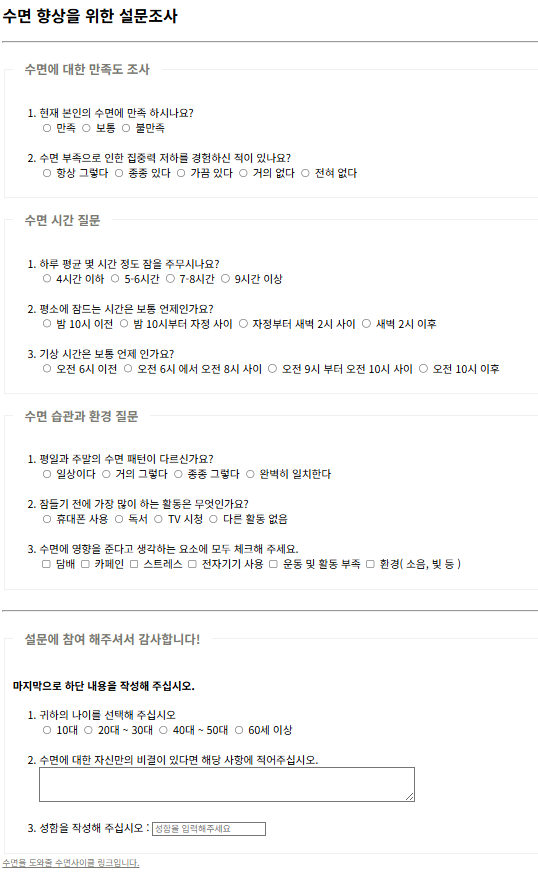 수면 향상을 위한 설문조사
수면에 대한 만족도 조사
1. 현재 본인의 수면에 만족 하시나요?
만족 보통 불만족
2. 수면 부족으로 인한 집중력 저하를 경험하신 적이 있나요?
항상 그렇다 종종 있다 가끔 있다 거의 없다 전혀 없다
수면 시간 질문
1. 하루 평균 몇 시간 정도 잠을 주무시나요?
4시간 이하 5-6시간 7-8시간 9시간 이상
2. 평소에 잠드는 시간은 보통 언제인가요?
밤 10시 이전 밤 10시부터 자정 사이 자정부터 새벽 2시 사이 새벽 2시 이후
3. 기상 시간은 보통 언제 인가요?
오전 6시 이전 오전 6시 에서 오전 8시 사이 오전 9시 부터 오전 10시 사이 오전 10시 이후
수면 습관과 환경 질문
1. 평일과 주말의 수면 패턴이 다르신가요?
일상이다 거의 그렇다 종종 그렇다 완벽히 일치한다
2. 잠들기 전에 가장 많이 하는 활동은 무엇인가요?
휴대폰 사용 독서 TV 시청 다른 활동 없음
3. 수면에 영향을 준다고 생각하는 요소에 모두 체크해 주세요.
담배 카페인 스트레스 전자기기 사용 운동 및 활동 부족 환경( 소음, 빛 등 )
설문에 참여 해주셔서 감사합니다!
마지막으로 하단 내용을 작성해 주십시오.
1. 귀하의 나이를 선택해 주십시오
10대 20대 ~ 30대 40대 ~ 50대 60세 이상
2. 수면에 대한 자신만의 비결이 있다면 해당 사항에 적어주십시오.
3. 성함을 작성해 주십시오 : 성함을 입력해주세요
수면을 도와줄 수면사이클 링크입니다.